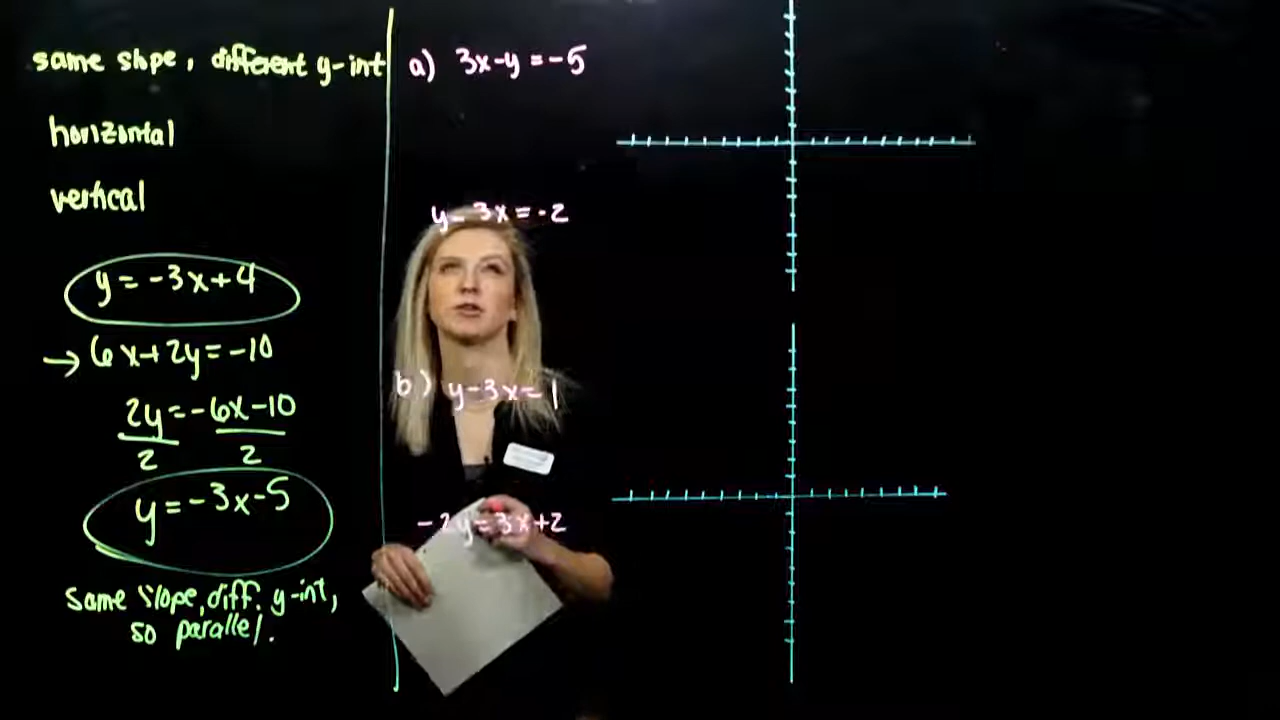 same slope, different y-int
horizontal
vertical
y = -3x+4
→ 6x+2y = -10
2y = -6x-10
2 2
y = -3x-5
same slope, diff. y-int,
so parallel.
a) 3x-y = -5
y-3x = -2
b) y-3x = 1
-2y = 3x+2